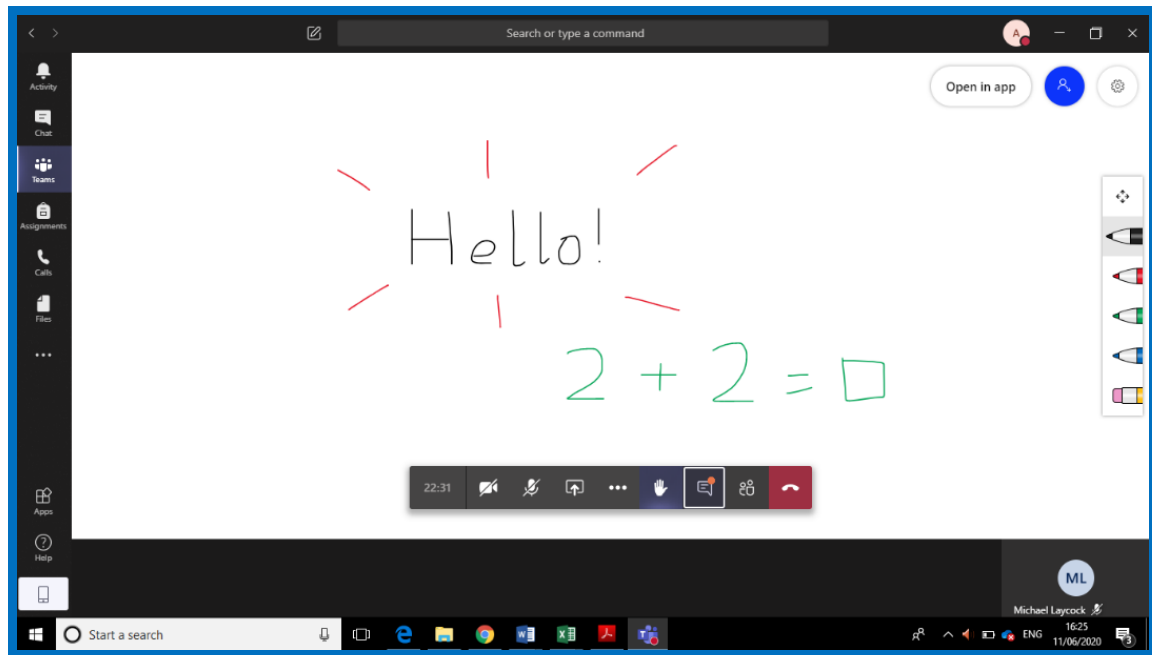 Search or type a command
A
Activity
Chat
Teams
Assignments
Calls
Files
Apps
Help
Open in app
Hello!
2 + 2 = □
22:31
ML
Michael Laycock
Start a search
ENG
16:25
11/06/2020
3